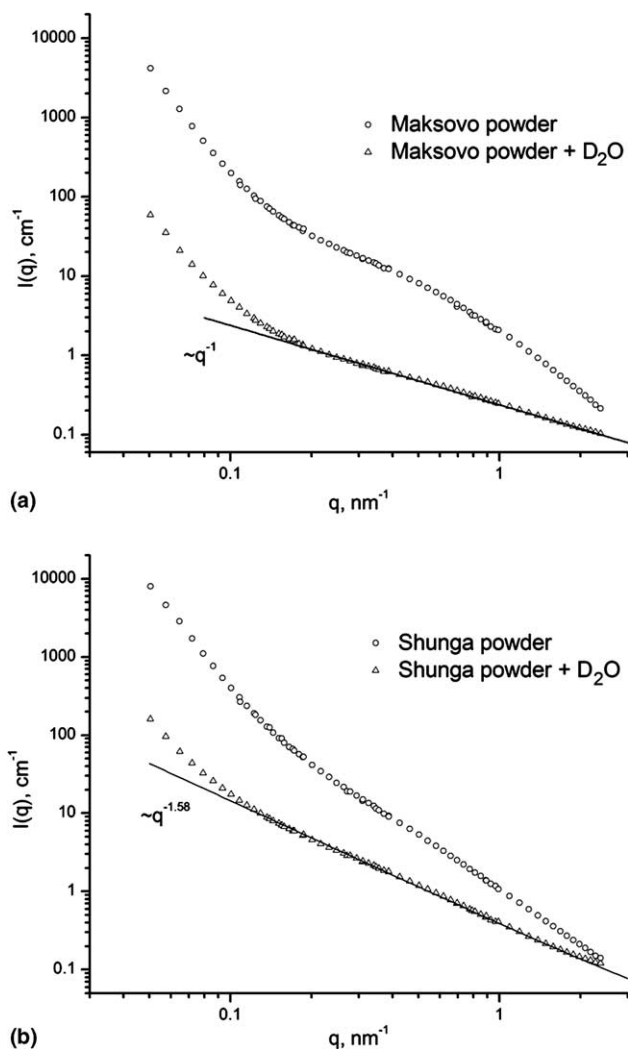 10000
1000
100
10
1
0.1
I(q), cm⁻¹
Maksovo powder
Maksovo powder + D₂O
~q⁻¹
0.1
1
q, nm⁻¹
(a)
10000
1000
100
10
1
0.1
I(q), cm⁻¹
Shunga powder
Shunga powder + D₂O
~q⁻¹·⁵⁸
0.1
1
q, nm⁻¹
(b)